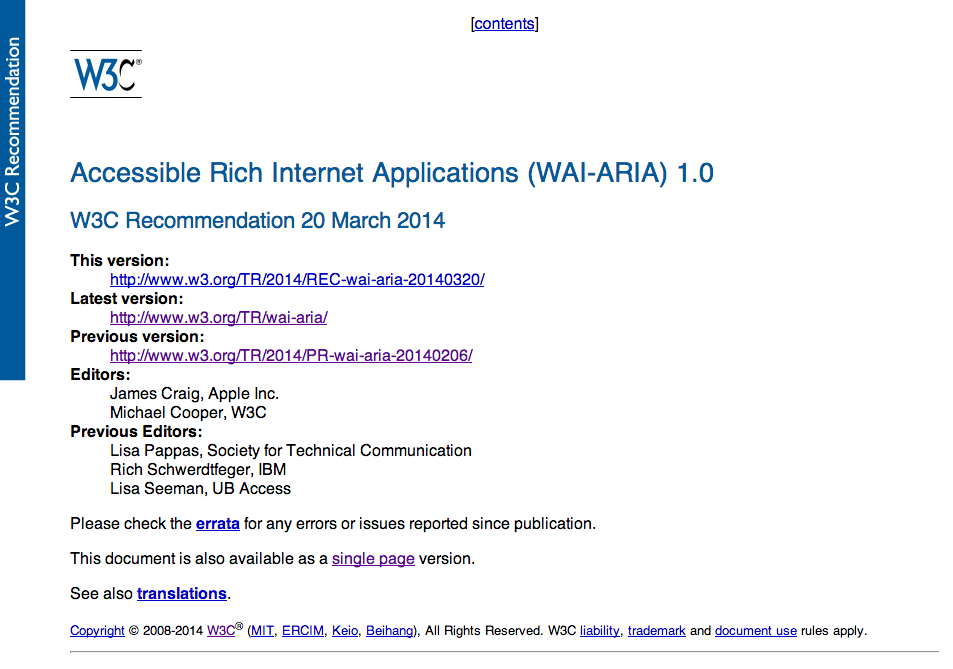 [contents]
W3C Recommendation
W3C®
Accessible Rich Internet Applications (WAI-ARIA) 1.0
W3C Recommendation 20 March 2014
This version:
http://www.w3.org/TR/2014/REC-wai-aria-20140320/
Latest version:
http://www.w3.org/TR/wai-aria/
Previous version:
http://www.w3.org/TR/2014/PR-wai-aria-20140206/
Editors:
James Craig, Apple Inc.
Michael Cooper, W3C
Previous Editors:
Lisa Pappas, Society for Technical Communication
Rich Schwerdtfeger, IBM
Lisa Seeman, UB Access
Please check the errata for any errors or issues reported since publication.
This document is also available as a single page version.
See also translations.
Copyright © 2008-2014 W3C® (MIT, ERCIM, Keio, Beihang), All Rights Reserved. W3C liability, trademark and document use rules apply.